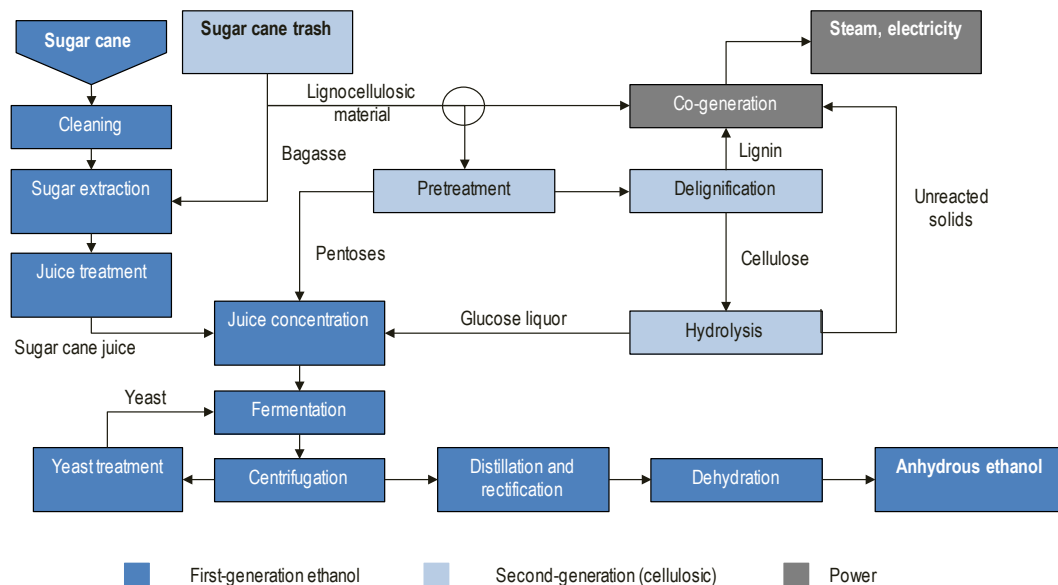 Sugar cane
Sugar cane trash
Steam, electricity
Lignocellulosic
material
Co-generation
Cleaning
Bagasse
Lignin
Sugar extraction
Pretreatment
Delignification
Unreacted
solids
Pentoses
Cellulose
Juice treatment
Juice concentration
Glucose liquor
Hydrolysis
Sugar cane juice
Yeast
Fermentation
Yeast treatment
Centrifugation
Distillation and
rectification
Dehydration
Anhydrous ethanol
First-generation ethanol
Second-generation (cellulosic)
Power